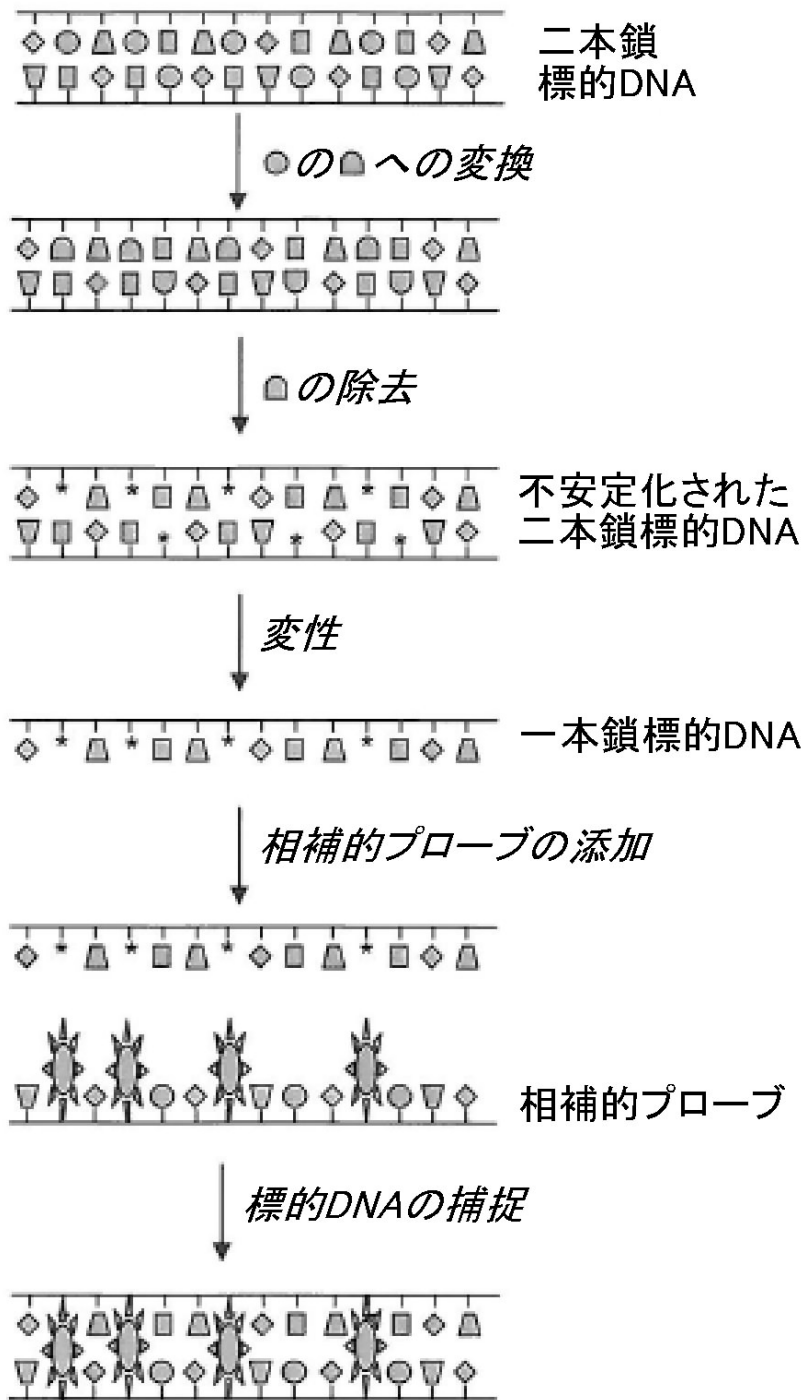 二本鎖
標的DNA
の へ の変換
の除去
不安定化された
二本鎖標的DNA
変性
一本鎖標的DNA
相補的プローブの添加
相補的プローブ
標的DNAの捕捉